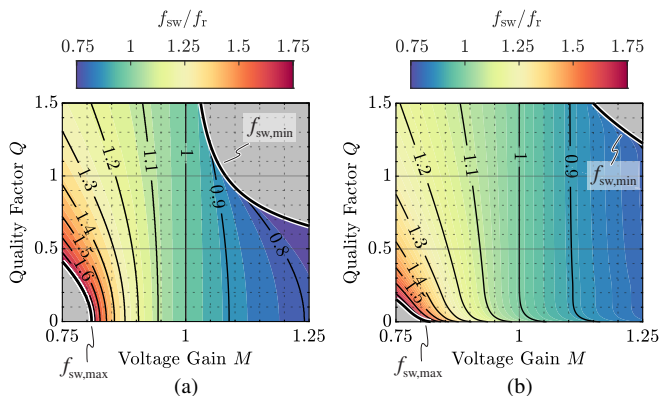 f_sw/f_r
0.75 1 1.25 1.5 1.75
Quality Factor Q
1.5
1
0.5
0
f_sw,min
1.2
1.1
1
1.3
0.9
1.4
1.5
1.6
0.8
0.75 1 1.25
f_sw,max
Voltage Gain M
(a)
f_sw/f_r
0.75 1 1.25 1.5 1.75
Quality Factor Q
1.5
1
0.5
0
1.2
1.1
1
0.9
f_sw,min
1.3
1.4
1.5
0.75 1 1.25
f_sw,max
Voltage Gain M
(b)